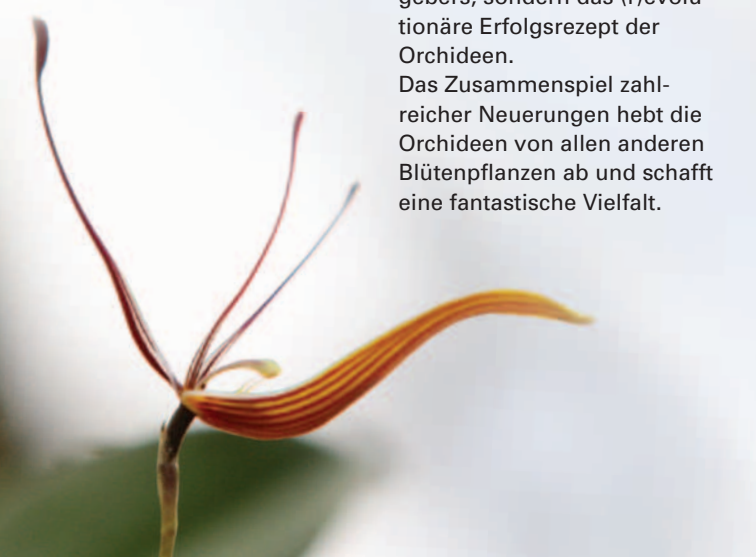 gebers, sondern das (r)evolu-
tionäre Erfolgsrezept der
Orchideen.
Das Zusammenspiel zahl-
reicher Neuerungen hebt die
Orchideen von allen anderen
Blütenpflanzen ab und schafft
eine fantastische Vielfalt.